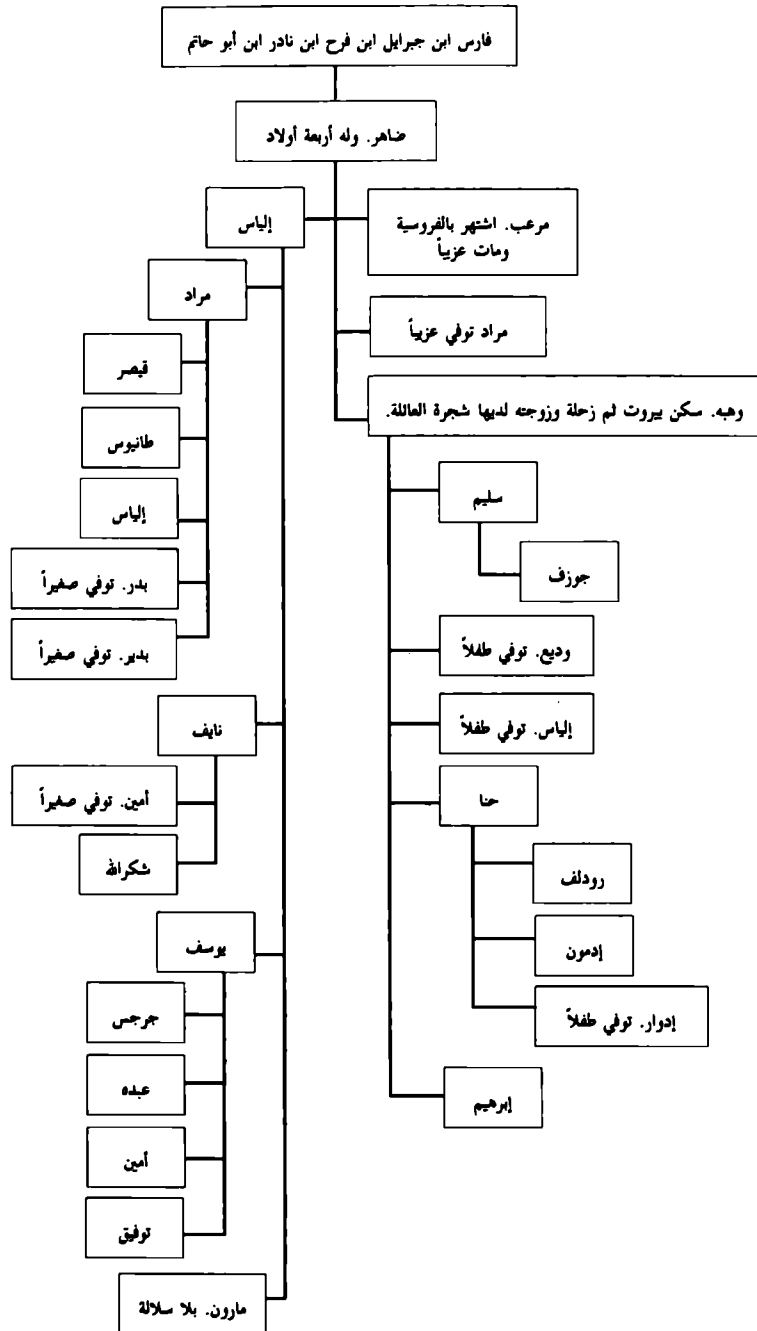 فارس ابن جبرايل ابن فرح ابن نادر ابن أبو حاتم
ضاهر. وله أربعة أولاد
مرعب. اشتهر بالفروسية
ومات عزيباً
مراد توفي عزيباً
وهبه. سكن بيروت ثم زحلة وزوجته لديها شجرة العائلة.
سليم
جوزف
وديع. توفي طفلاً
إلياس. توفي طفلاً
حنا
رودلف
إدمون
إدوار. توفي طفلاً
إبرهيم
إلياس
مراد
قيصر
طانيوس
إلياس
بدر. توفي صغيراً
بدير. توفي صغيراً
نايف
أمين. توفي صغيراً
شكرالله
يوسف
جرجس
عبده
أمين
توفيق
مارون. بلا سلالة